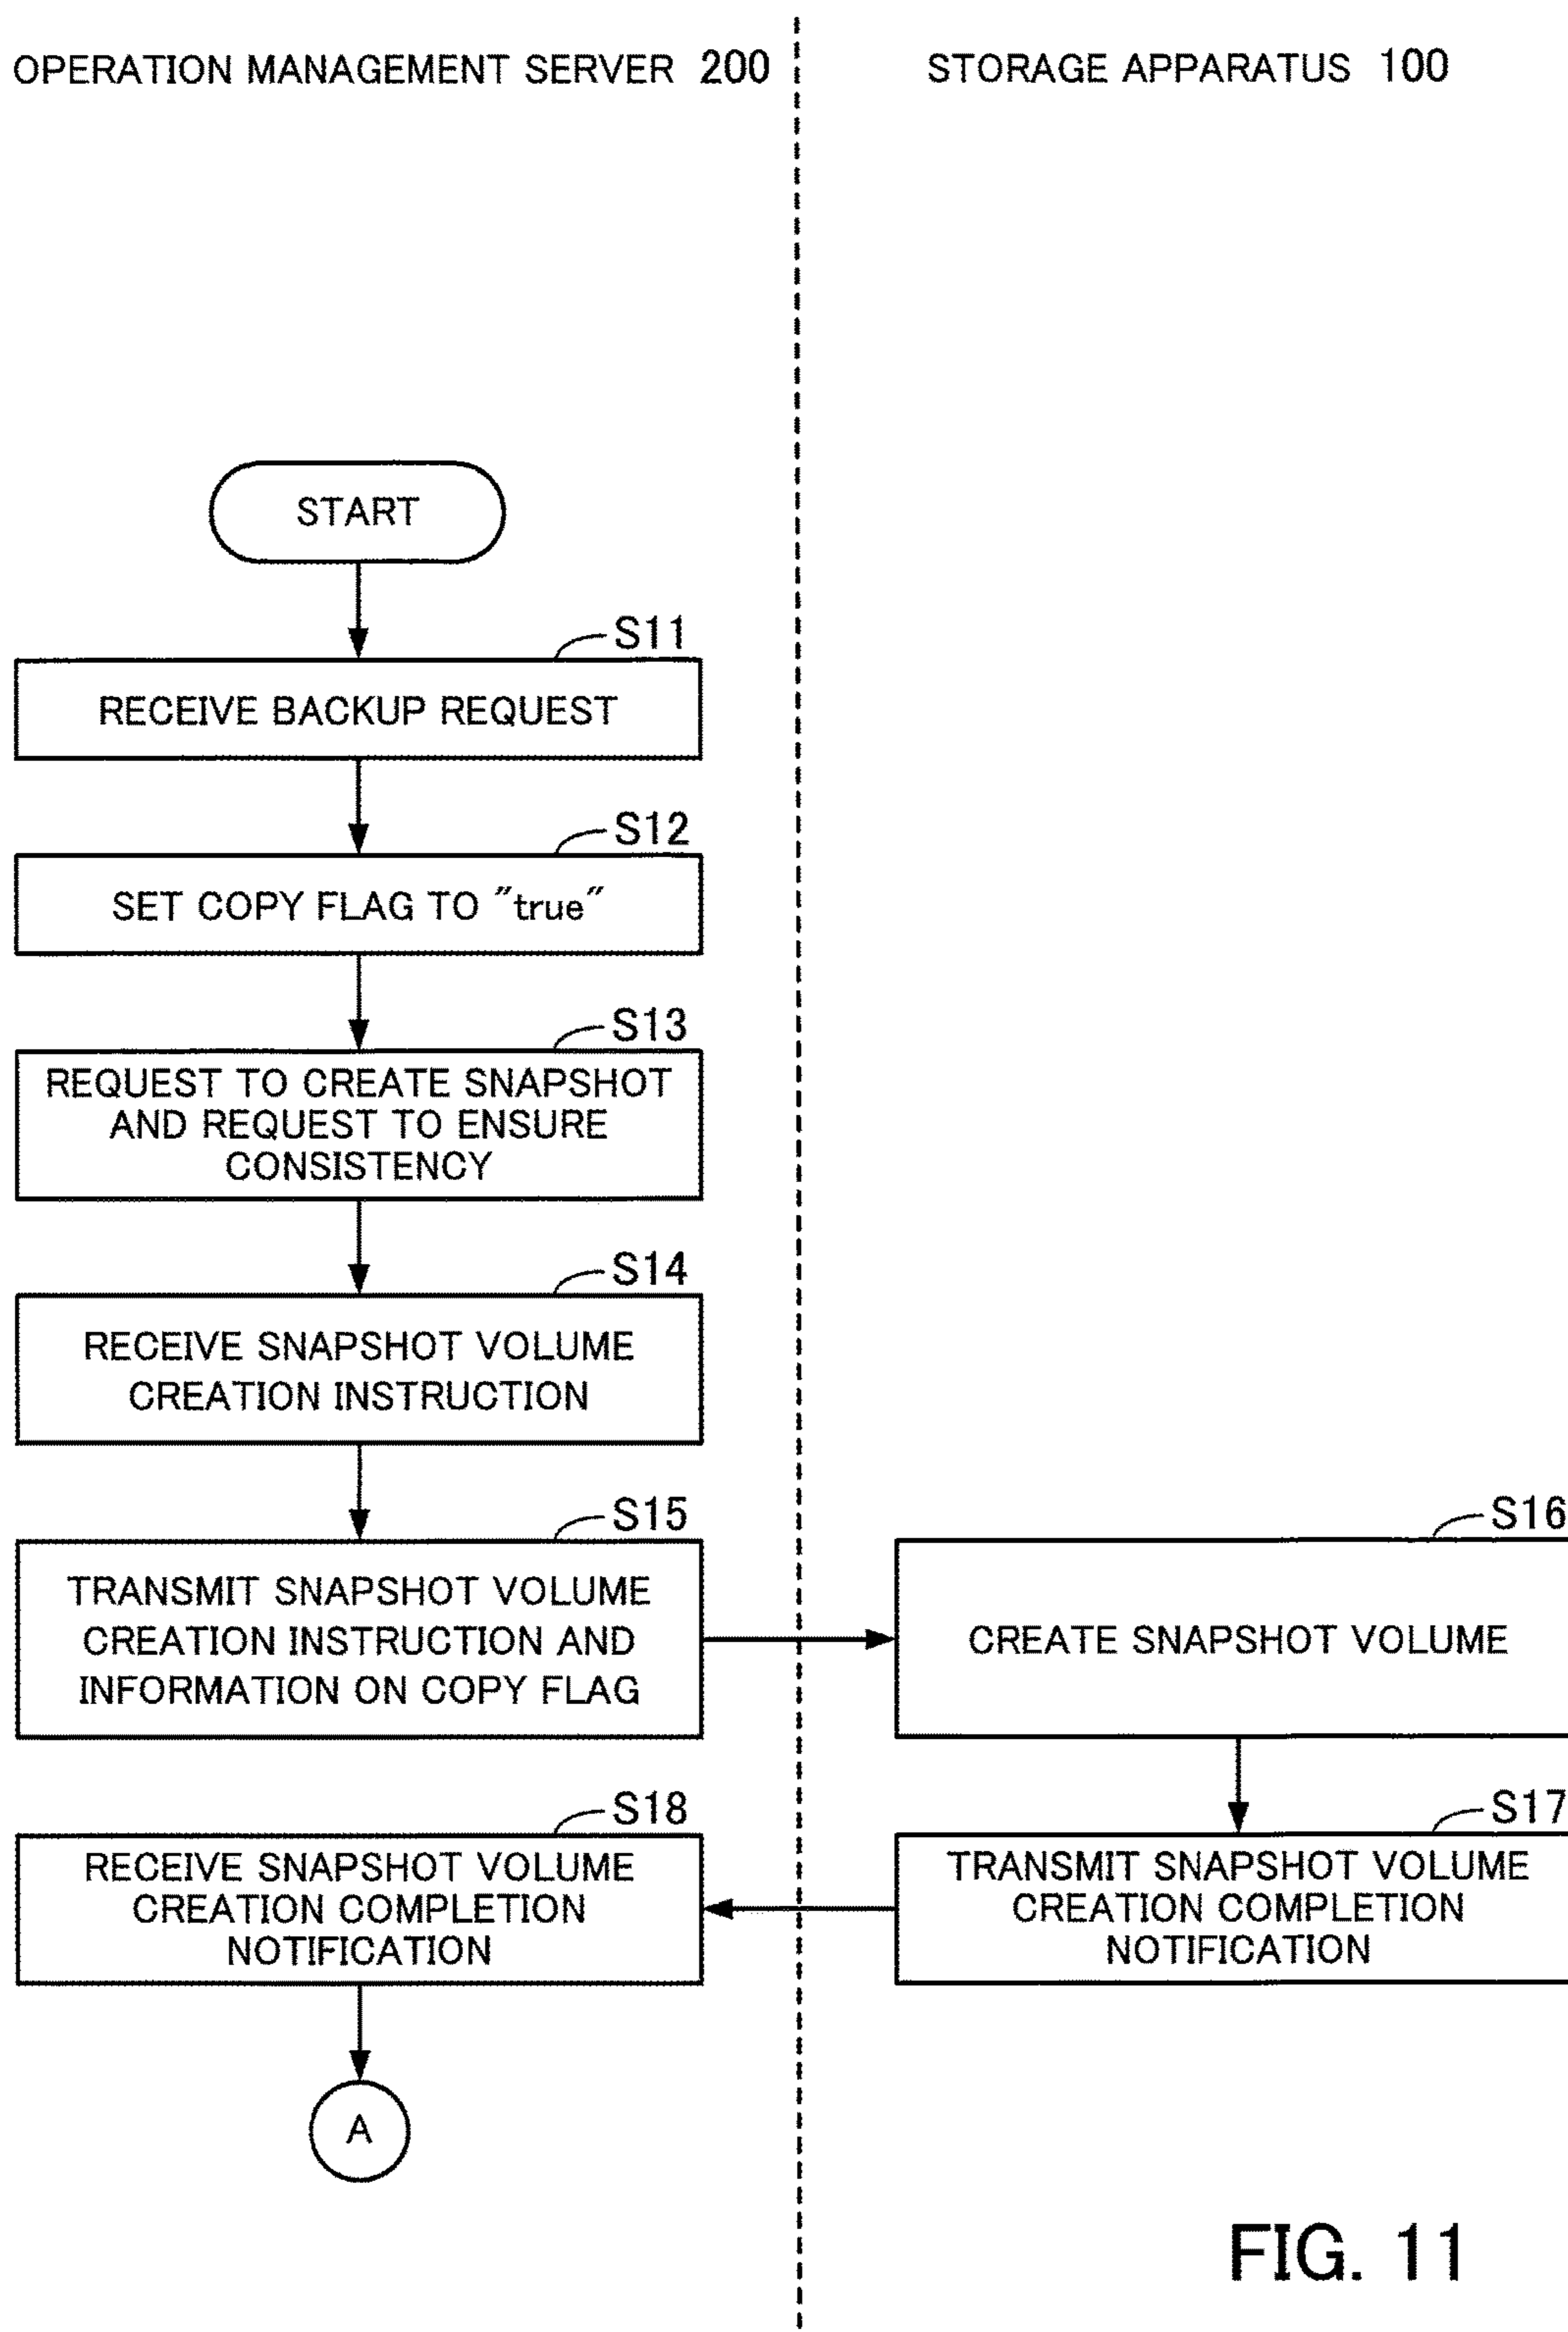 OPERATION MANAGEMENT SERVER 200
STORAGE APPARATUS 100
START
S11
RECEIVE BACKUP REQUEST
S12
SET COPY FLAG TO "true"
S13
REQUEST TO CREATE SNAPSHOT
AND REQUEST TO ENSURE
CONSISTENCY
S14
RECEIVE SNAPSHOT VOLUME
CREATION INSTRUCTION
S15
TRANSMIT SNAPSHOT VOLUME
CREATION INSTRUCTION AND
INFORMATION ON COPY FLAG
S16
CREATE SNAPSHOT VOLUME
S17
TRANSMIT SNAPSHOT VOLUME
CREATION COMPLETION
NOTIFICATION
S18
RECEIVE SNAPSHOT VOLUME
CREATION COMPLETION
NOTIFICATION
A
FIG. 11